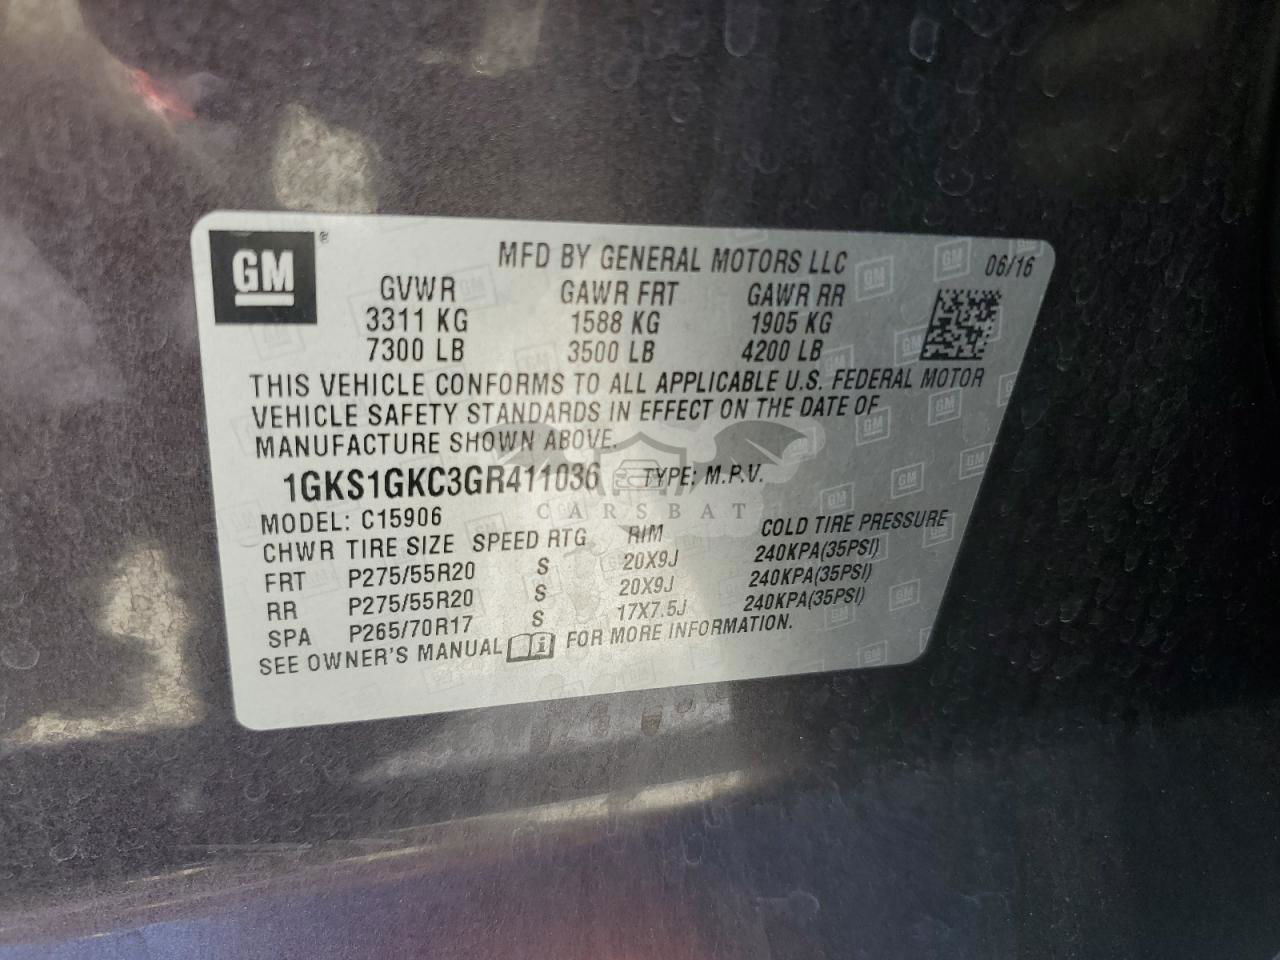 GM ®
MFD BY GENERAL MOTORS LLC 06/16
GVWR GAWR FRT GAWR RR
3311 KG 1588 KG 1905 KG
7300 LB 3500 LB 4200 LB
THIS VEHICLE CONFORMS TO ALL APPLICABLE U.S. FEDERAL MOTOR
VEHICLE SAFETY STANDARDS IN EFFECT ON THE DATE OF
MANUFACTURE SHOWN ABOVE.
1GKS1GKC3GR411036 TYPE: M.P.V.
CARSBAT
MODEL: C15906
CHWR TIRE SIZE SPEED RTG RIM COLD TIRE PRESSURE
FRT P275/55R20 S 20X9J 240KPA(35PSI)
RR P275/55R20 S 20X9J 240KPA(35PSI)
SPA P265/70R17 S 17X7.5J 240KPA(35PSI)
SEE OWNER'S MANUAL i FOR MORE INFORMATION.